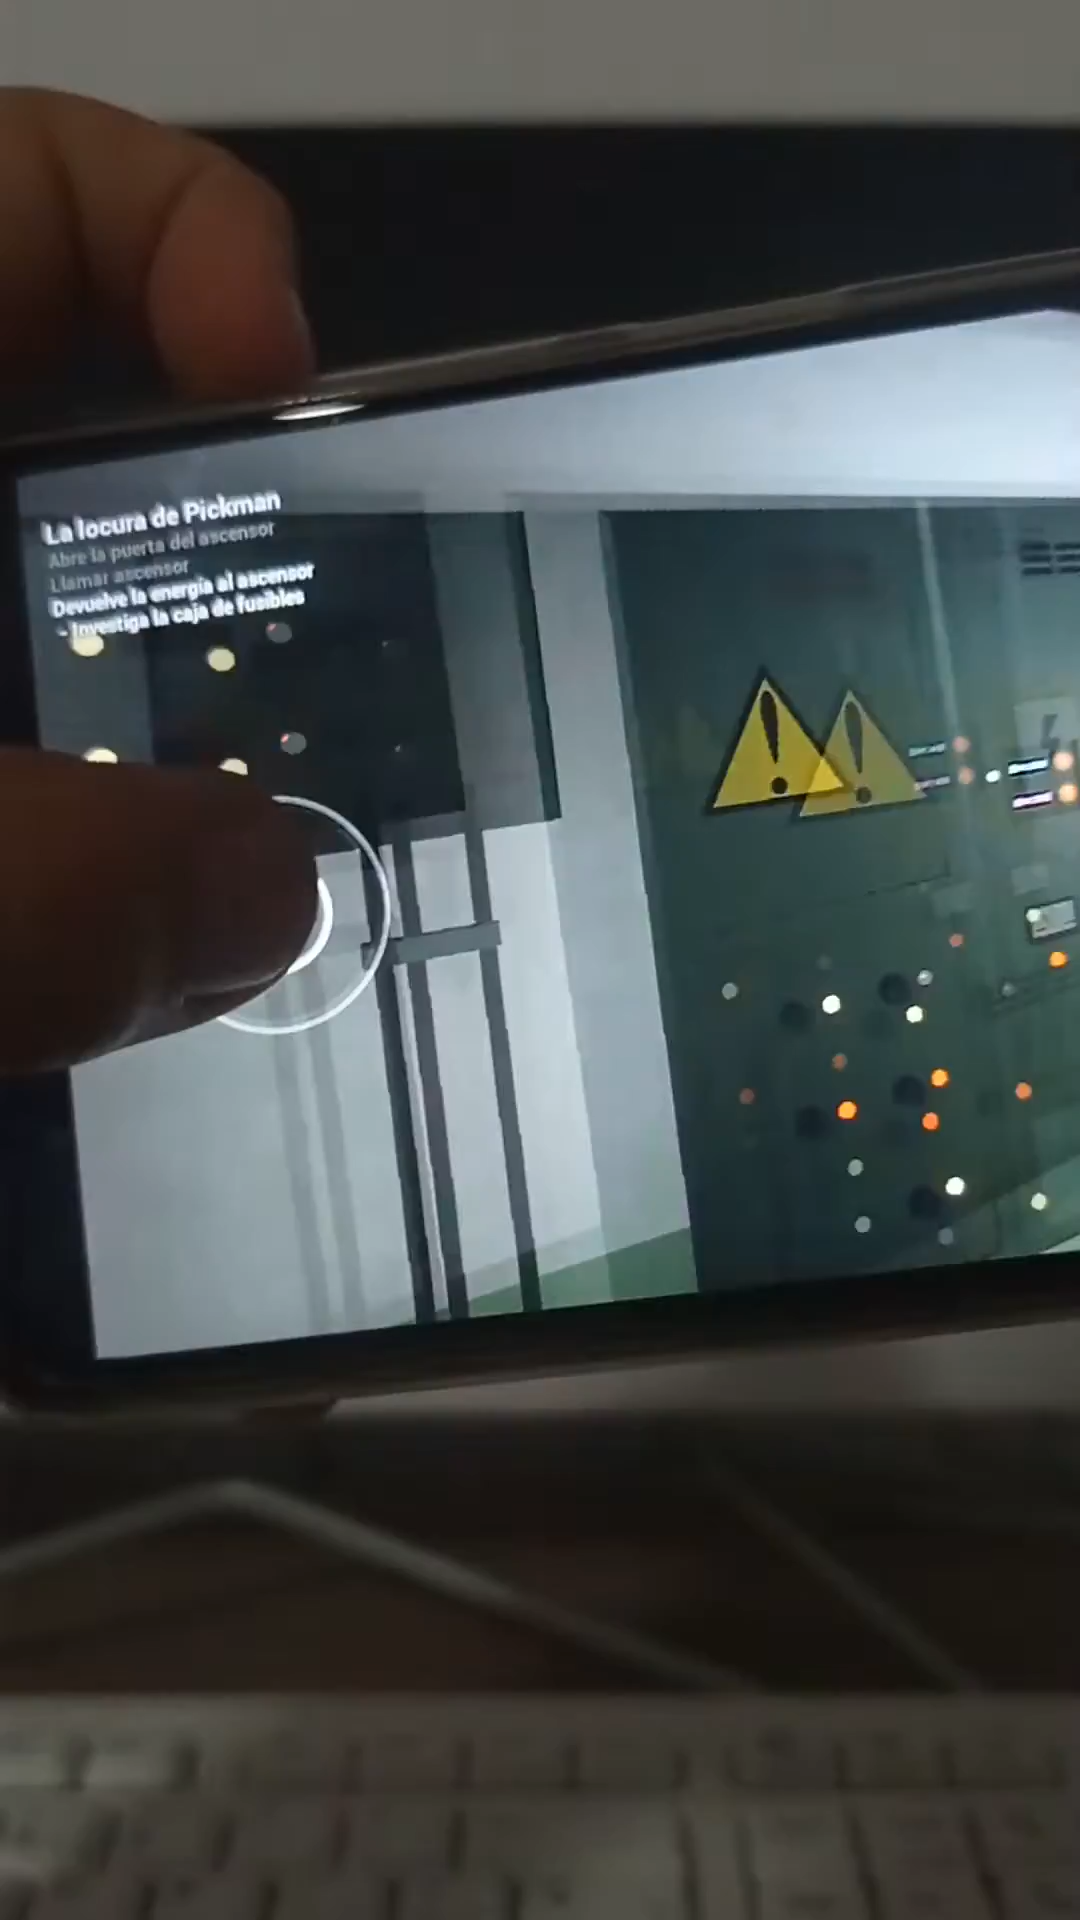 La locura de Pickman
Abre la puerta del ascensor
Llamar ascensor
Devuelve la energía al ascensor
- Investiga la caja de fusibles